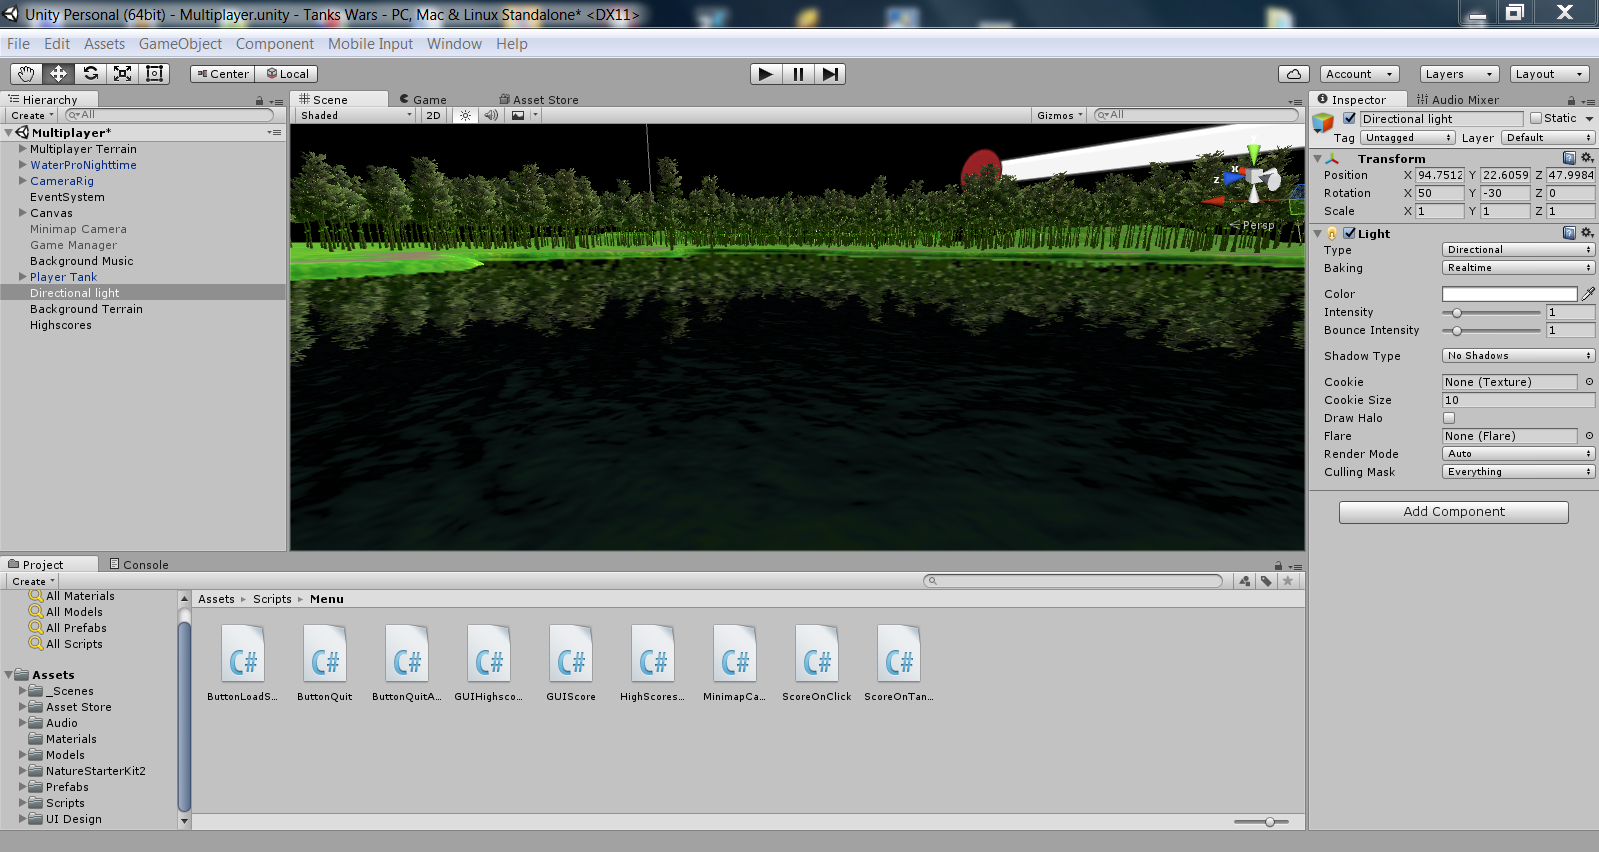 Unity Personal (64bit) - Multiplayer.unity - Tanks Wars - PC, Mac & Linux Standalone* <DX11>
File Edit Assets GameObject Component Mobile Input Window Help
Center Local
Account Layers Layout
Hierarchy
Create All
Multiplayer*
Multiplayer Terrain
WaterProNighttime
CameraRig
EventSystem
Canvas
Minimap Camera
Game Manager
Background Music
Player Tank
Directional light
Background Terrain
Highscores
Scene Game Asset Store
Shaded 2D Gizmos All
x
z
< Persp
Inspector Audio Mixer
Directional light Static
Tag Untagged Layer Default
Transform
Position X 94.7512 Y 22.6059 Z 47.9984
Rotation X 50 Y -30 Z 0
Scale X 1 Y 1 Z 1
Light
Type Directional
Baking Realtime
Color
Intensity 1
Bounce Intensity 1
Shadow Type No Shadows
Cookie None (Texture)
Cookie Size 10
Draw Halo
Flare None (Flare)
Render Mode Auto
Culling Mask Everything
Add Component
Project Console
Create
All Materials
All Models
All Prefabs
All Scripts
Assets
_Scenes
Asset Store
Audio
Materials
Models
NatureStarterKit2
Prefabs
Scripts
UI Design
Assets Scripts Menu
C# C# C# C# C# C# C# C# C#
ButtonLoadS... ButtonQuit ButtonQuitA... GUIHighsco... GUIScore HighScores... MinimapCa... ScoreOnClick ScoreOnTan...